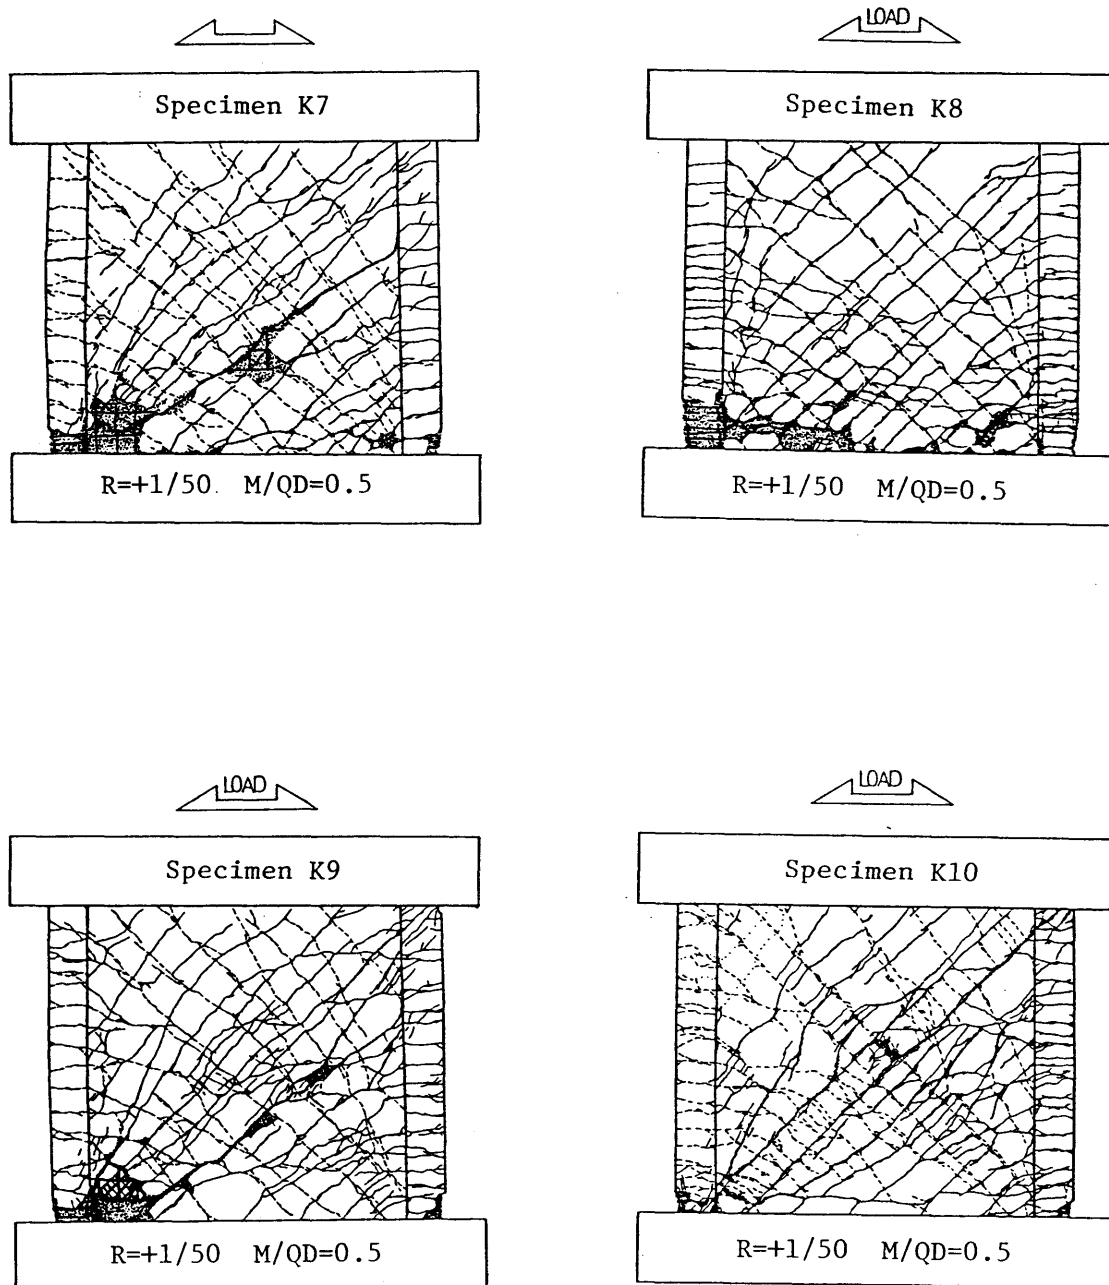 LOAD
Specimen K7
Specimen K8
R=+1/50 M/QD=0.5
R=+1/50 M/QD=0.5
LOAD
LOAD
Specimen K9
Specimen K10
R=+1/50 M/QD=0.5
R=+1/50 M/QD=0.5